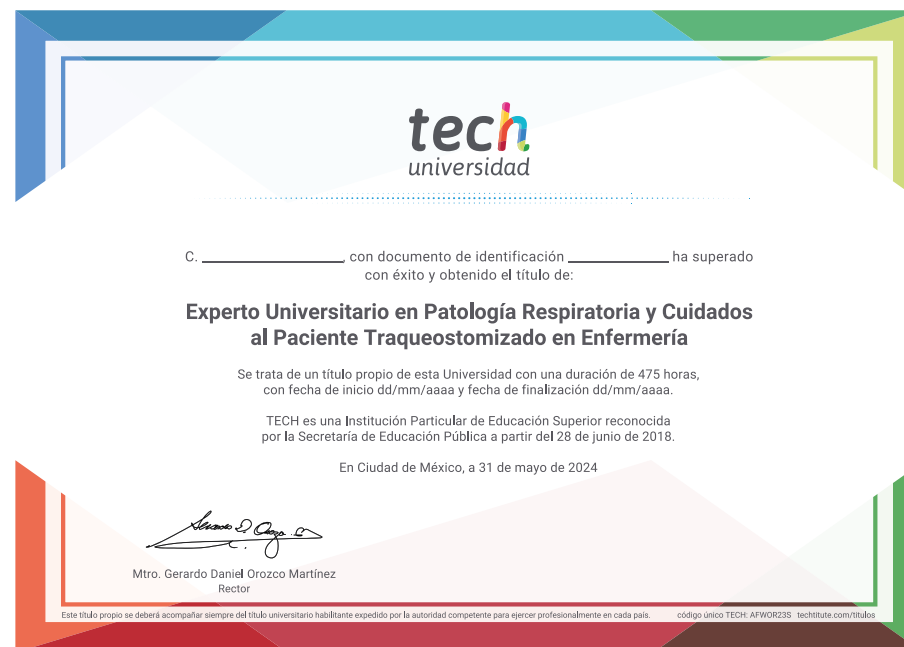 tech
universidad
C. ____________, con documento de identificación ____________ ha superado
con éxito y obtenido el título de:
Experto Universitario en Patología Respiratoria y Cuidados
al Paciente Traqueostomizado en Enfermería
Se trata de un título propio de esta Universidad con una duración de 475 horas,
con fecha de inicio dd/mm/aaaa y fecha de finalización dd/mm/aaaa.
TECH es una Institución Particular de Educación Superior reconocida
por la Secretaría de Educación Pública a partir del 28 de junio de 2018.
En Ciudad de México, a 31 de mayo de 2024
Mtro. Gerardo Daniel Orozco Martínez
Rector
Este título propio se deberá acompañar siempre del título universitario habilitante expedido por la autoridad competente para ejercer profesionalmente en cada país. código único TECH: AFWOR23S techtitute.com/titulos